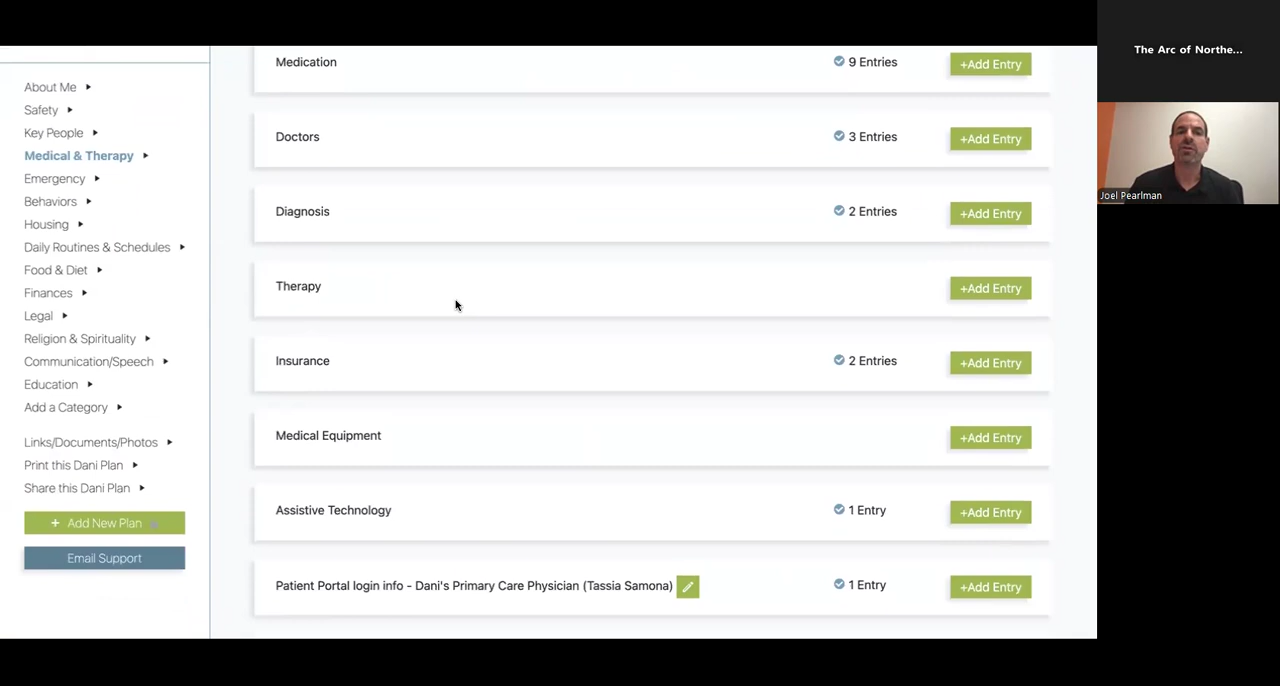 About Me
Safety
Key People
Medical & Therapy
Emergency
Behaviors
Housing
Daily Routines & Schedules
Food & Diet
Finances
Legal
Religion & Spirituality
Communication/Speech
Education
Add a Category
Links/Documents/Photos
Print this Dani Plan
Share this Dani Plan
+ Add New Plan
Email Support
Medication 9 Entries +Add Entry
Doctors 3 Entries +Add Entry
Diagnosis 2 Entries +Add Entry
Therapy +Add Entry
Insurance 2 Entries +Add Entry
Medical Equipment +Add Entry
Assistive Technology 1 Entry +Add Entry
Patient Portal login info - Dani's Primary Care Physician (Tassia Samona) 1 Entry +Add Entry
The Arc of Northe...
Joel Pearlman